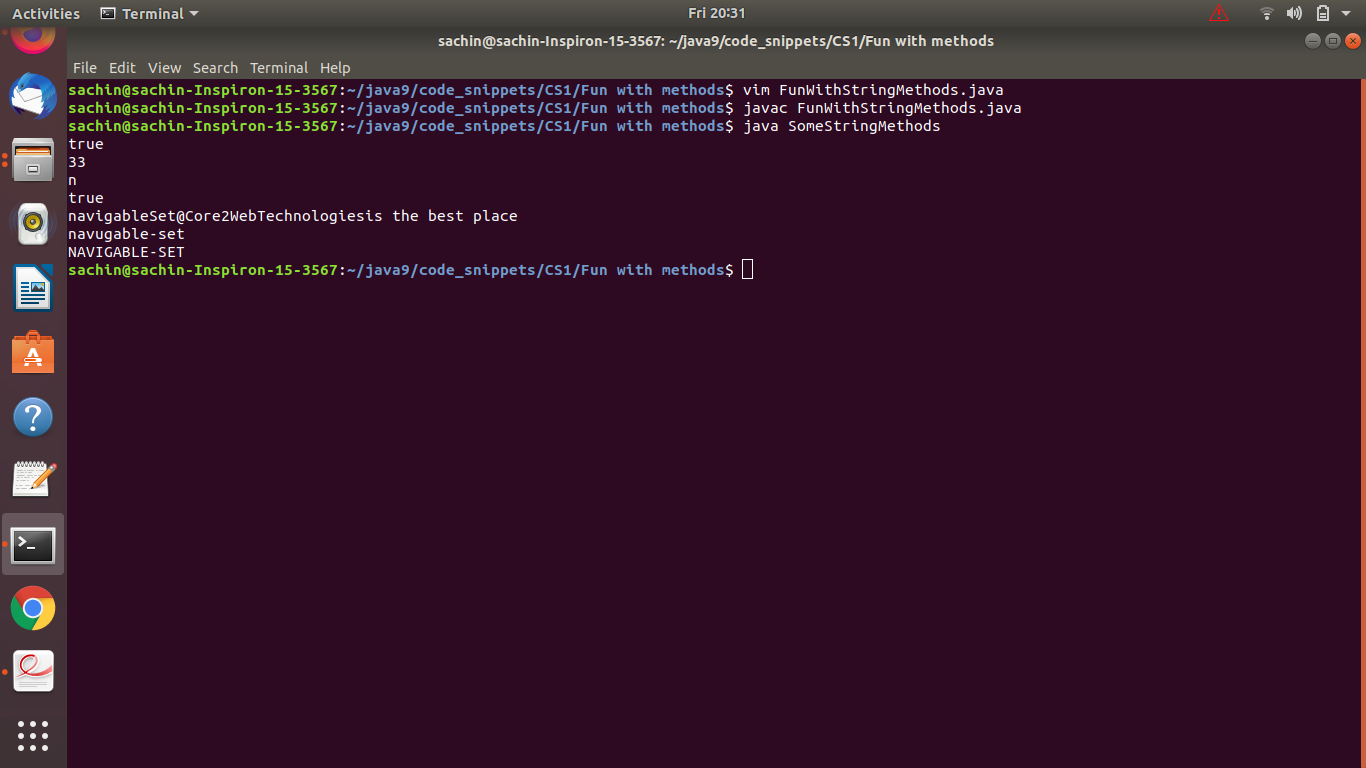 Activities Terminal Fri 20:31
sachin@sachin-Inspiron-15-3567: ~/java9/code_snippets/CS1/Fun with methods
File Edit View Search Terminal Help
sachin@sachin-Inspiron-15-3567:~/java9/code_snippets/CS1/Fun with methods$ vim FunWithStringMethods.java
sachin@sachin-Inspiron-15-3567:~/java9/code_snippets/CS1/Fun with methods$ javac FunWithStringMethods.java
sachin@sachin-Inspiron-15-3567:~/java9/code_snippets/CS1/Fun with methods$ java SomeStringMethods
true
33
n
true
navigableSet@Core2WebTechnologiesis the best place
navugable-set
NAVIGABLE-SET
sachin@sachin-Inspiron-15-3567:~/java9/code_snippets/CS1/Fun with methods$